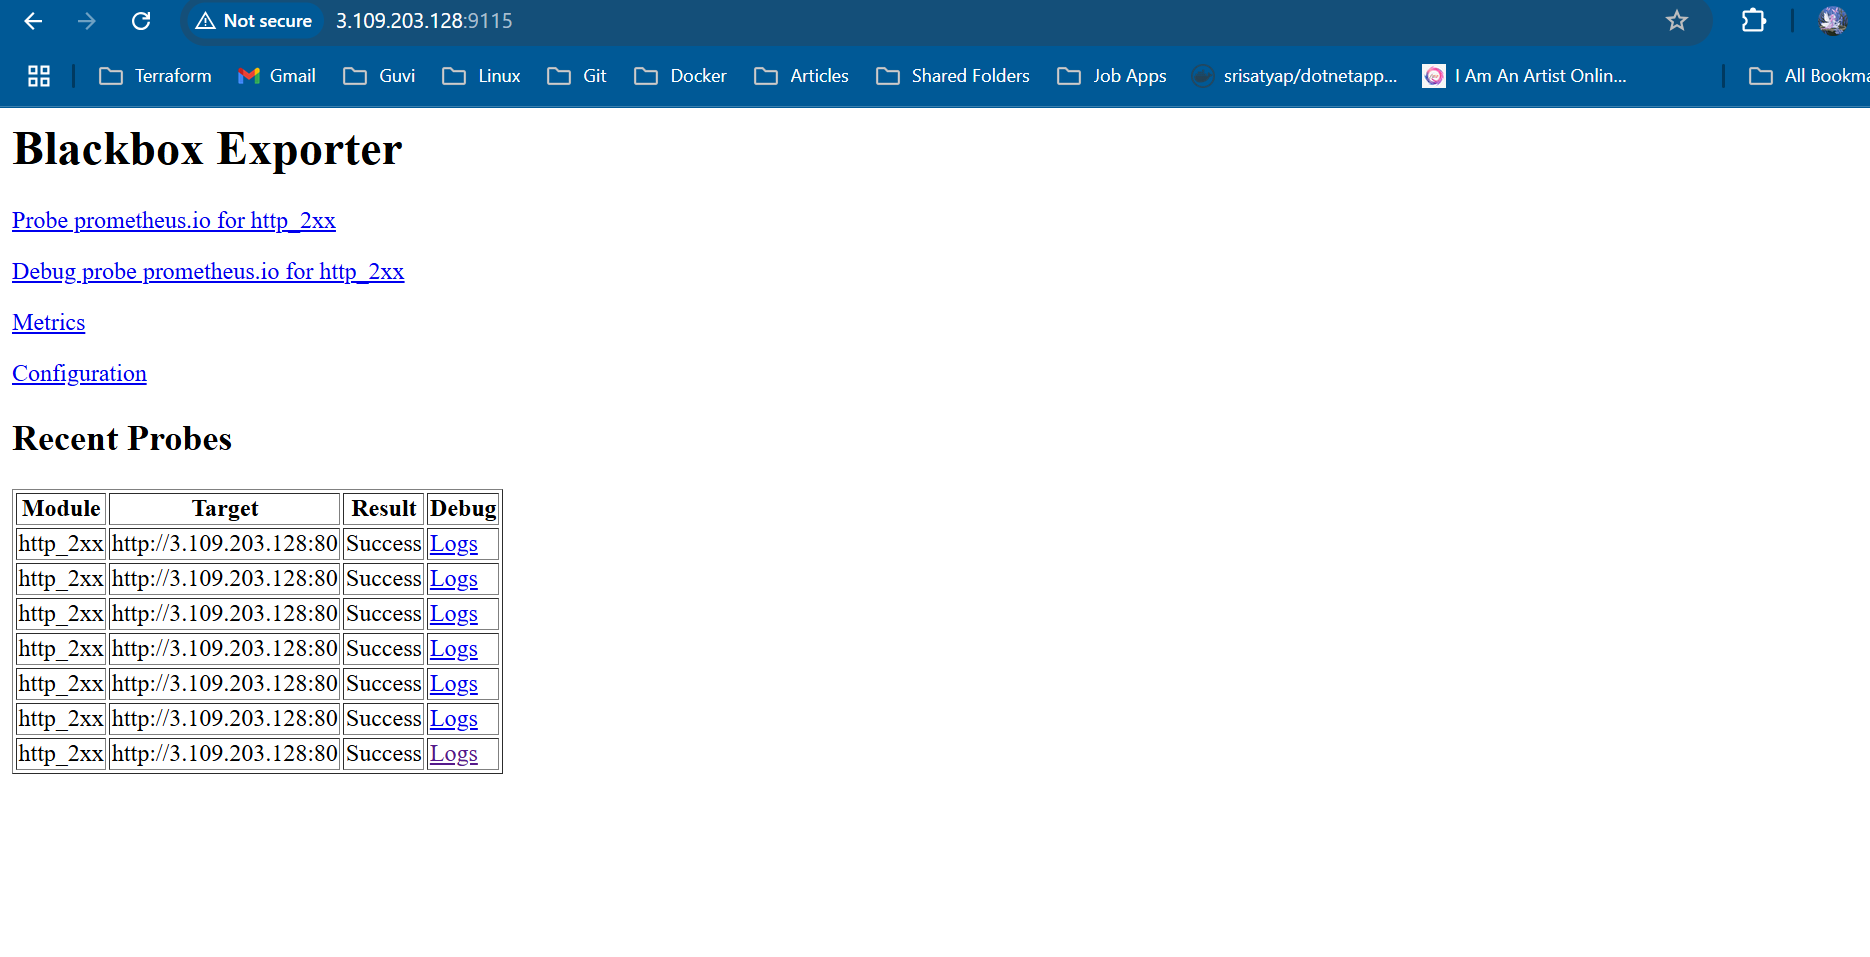 Not secure 3.109.203.128:9115
Terraform Gmail Guvi Linux Git Docker Articles Shared Folders Job Apps srisatyap/dotnetapp... I Am An Artist Onlin... All Bookma
Blackbox Exporter
Probe prometheus.io for http_2xx
Debug probe prometheus.io for http_2xx
Metrics
Configuration
Recent Probes
Module Target Result Debug
http_2xx http://3.109.203.128:80 Success Logs
http_2xx http://3.109.203.128:80 Success Logs
http_2xx http://3.109.203.128:80 Success Logs
http_2xx http://3.109.203.128:80 Success Logs
http_2xx http://3.109.203.128:80 Success Logs
http_2xx http://3.109.203.128:80 Success Logs
http_2xx http://3.109.203.128:80 Success Logs